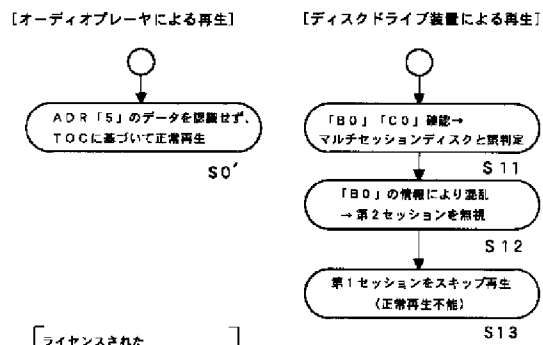 [オーディオプレーヤによる再生]
ADR「5」のデータを認識せず、
TOCに基づいて正常再生
S0′
[ディスクドライブ装置による再生]
「B0」「C0」確認→
マルチセッションディスクと誤判定
S11
「B0」の情報により混乱
→第2セッションを無視
S12
第1セッションをスキップ再生
(正常再生不能)
S13
ライセンスされた